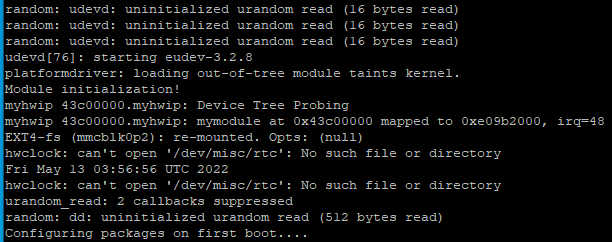 random: udevd: uninitialized urandom read (16 bytes read)
random: udevd: uninitialized urandom read (16 bytes read)
random: udevd: uninitialized urandom read (16 bytes read)
udevd[76]: starting eudev-3.2.8
platformdriver: loading out-of-tree module taints kernel.
Module initialization!
myhwip 43c00000.myhwip: Device Tree Probing
myhwip 43c00000.myhwip: mymodule at 0x43c00000 mapped to 0xe09b2000, irq=48
EXT4-fs (mmcblk0p2): re-mounted. Opts: (null)
hwclock: can't open '/dev/misc/rtc': No such file or directory
Fri May 13 03:56:56 UTC 2022
hwclock: can't open '/dev/misc/rtc': No such file or directory
urandom_read: 2 callbacks suppressed
random: dd: uninitialized urandom read (512 bytes read)
Configuring packages on first boot....